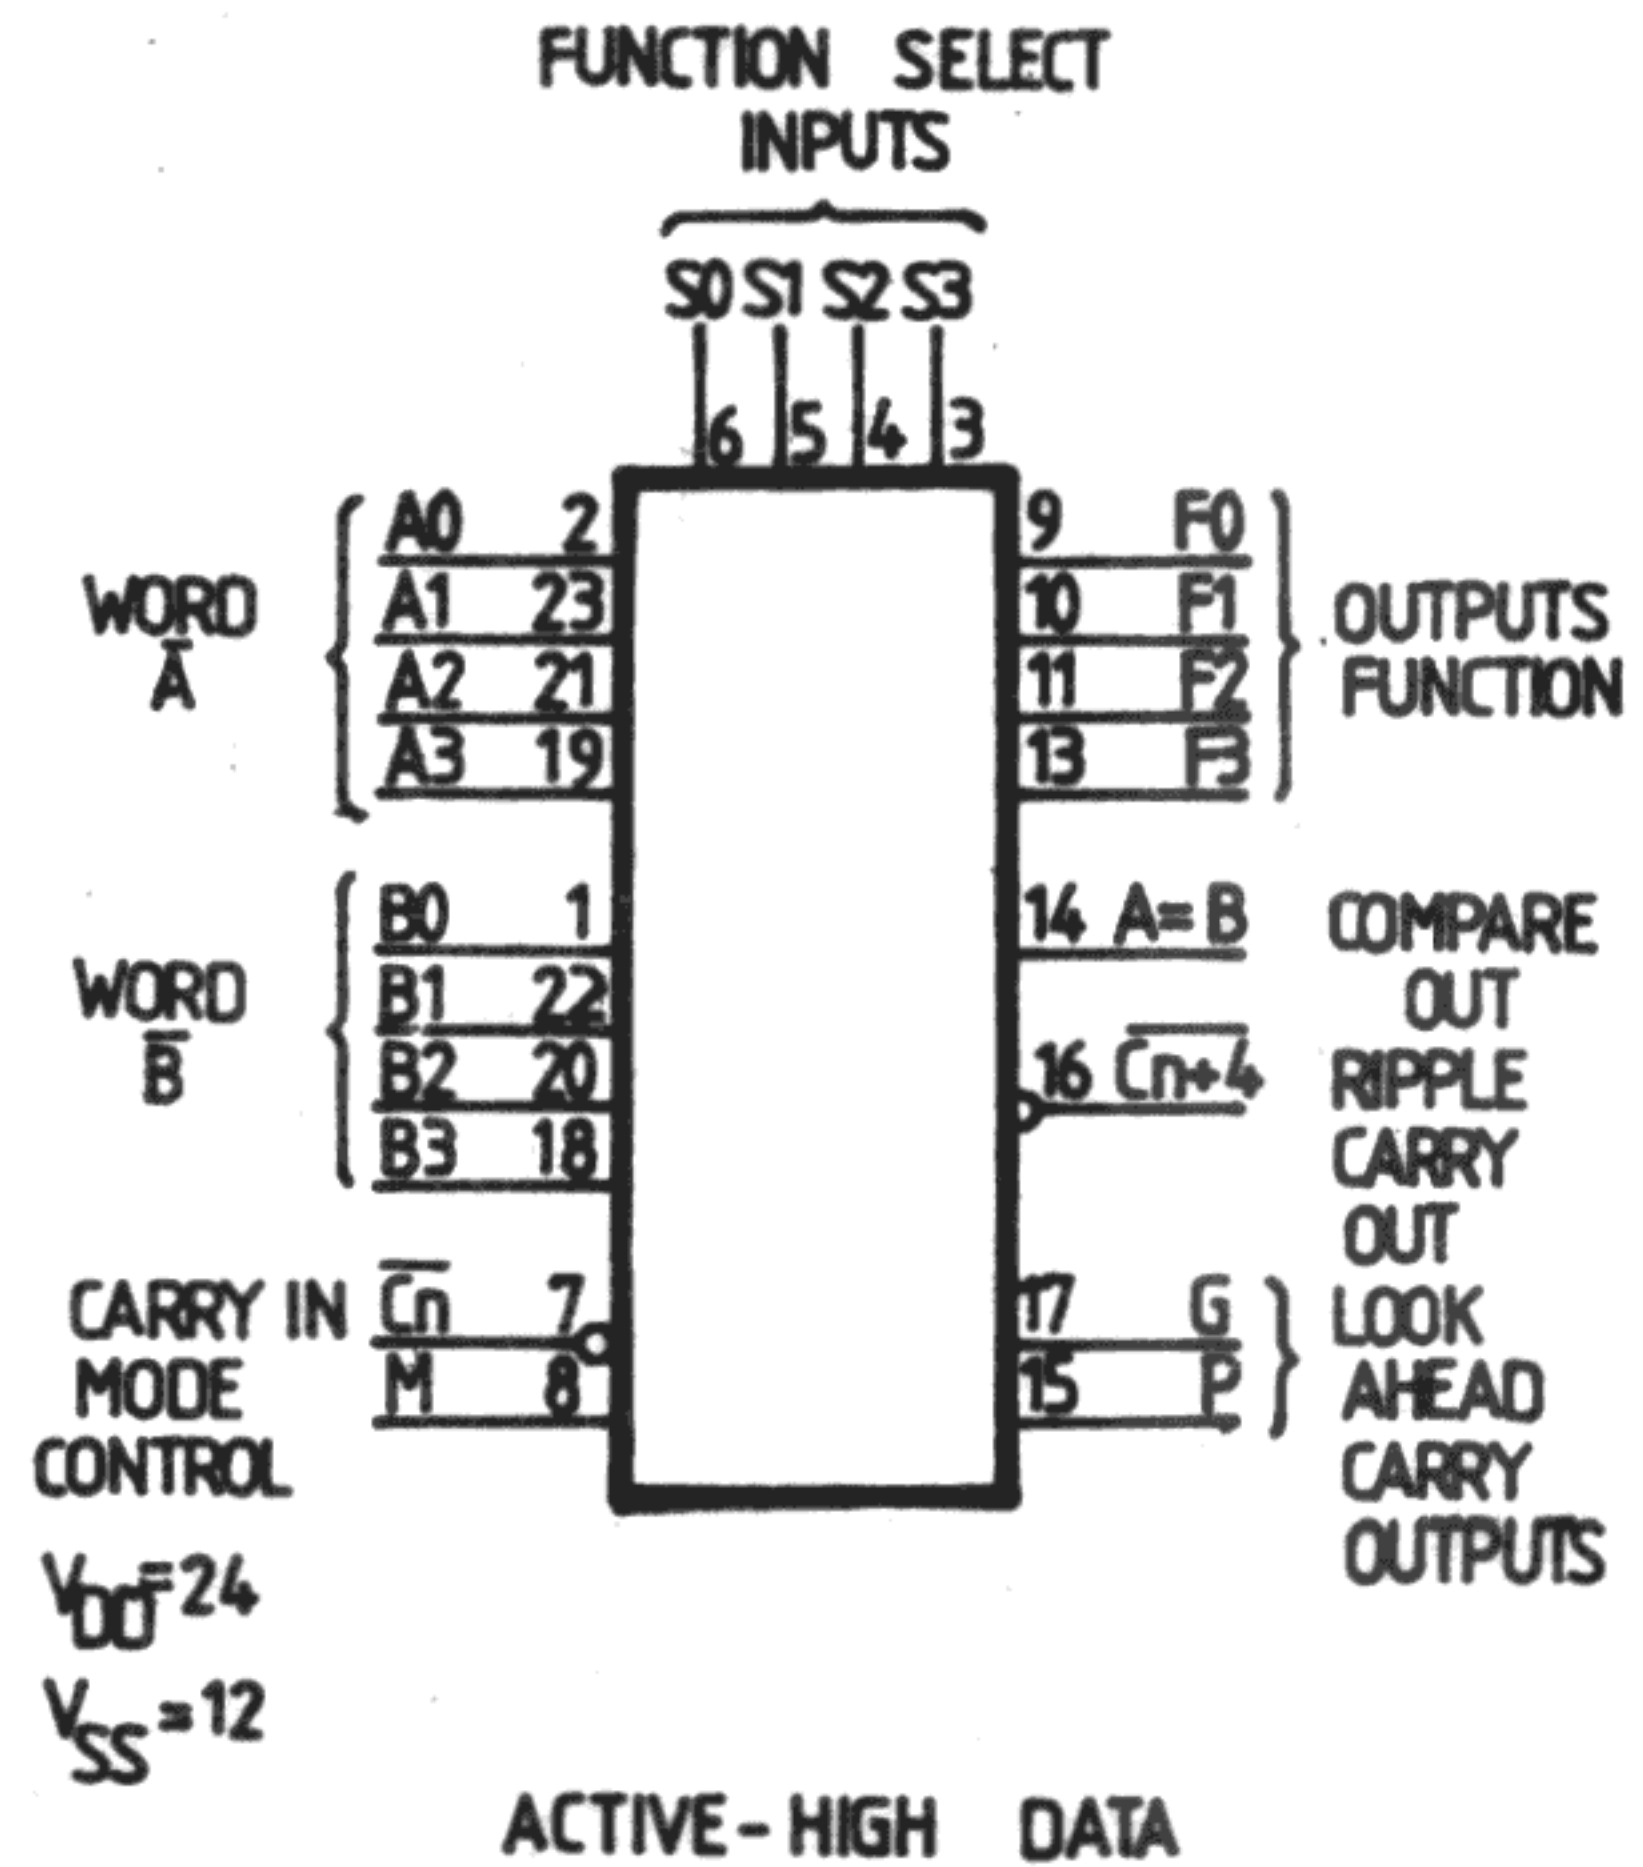 FUNCTION SELECT
INPUTS
S0 S1 S2 S3
6 5 4 3
WORD
A̅
A0 2
A1 23
A2 21
A3 19
9 F0
10 F1
11 F2
13 F3
OUTPUTS
FUNCTION
WORD
B̅
B0 1
B1 22
B2 20
B3 18
14 A=B
COMPARE
OUT
16 C̅n̅+̅4̅
RIPPLE
CARRY
OUT
CARRY IN C̅n̅ 7
MODE
CONTROL
M 8
17 G
15 P
LOOK
AHEAD
CARRY
OUTPUTS
VDD=24
VSS=12
ACTIVE-HIGH DATA